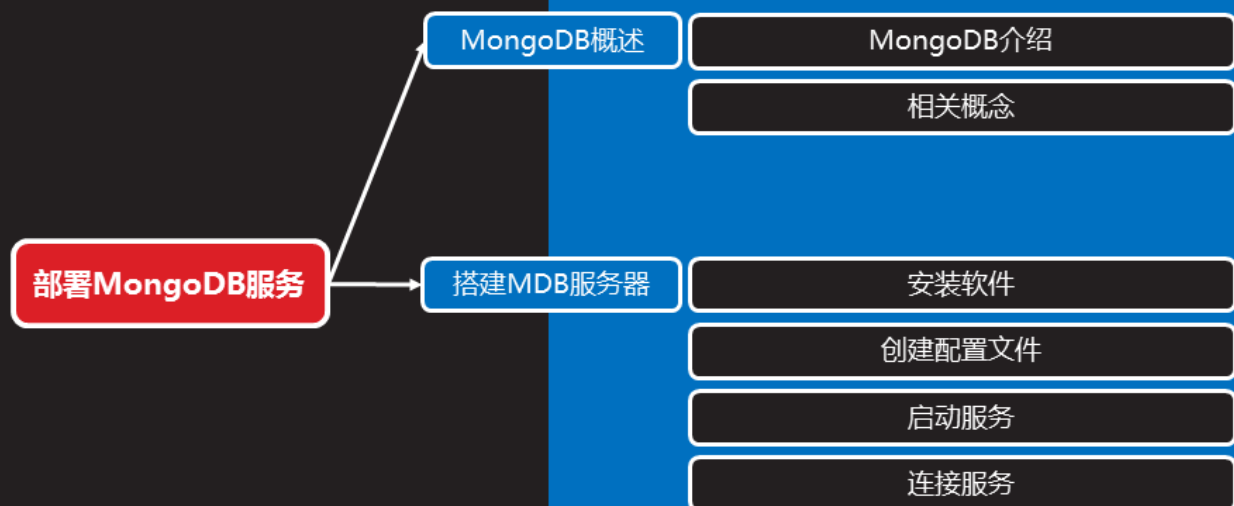 部署MongoDB服务
MongoDB概述
MongoDB介绍
相关概念
搭建MDB服务器
安装软件
创建配置文件
启动服务
连接服务